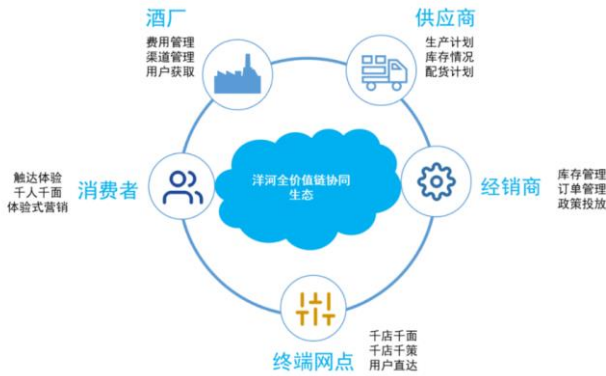 酒厂
费用管理
渠道管理
用户获取
供应商
生产计划
库存情况
配货计划
触达体验
千人千面
体验式营销
消费者
洋河全价值链协同
生态
经销商
库存管理
订单管理
政策投放
终端网点
千店千面
千店千策
用户直达